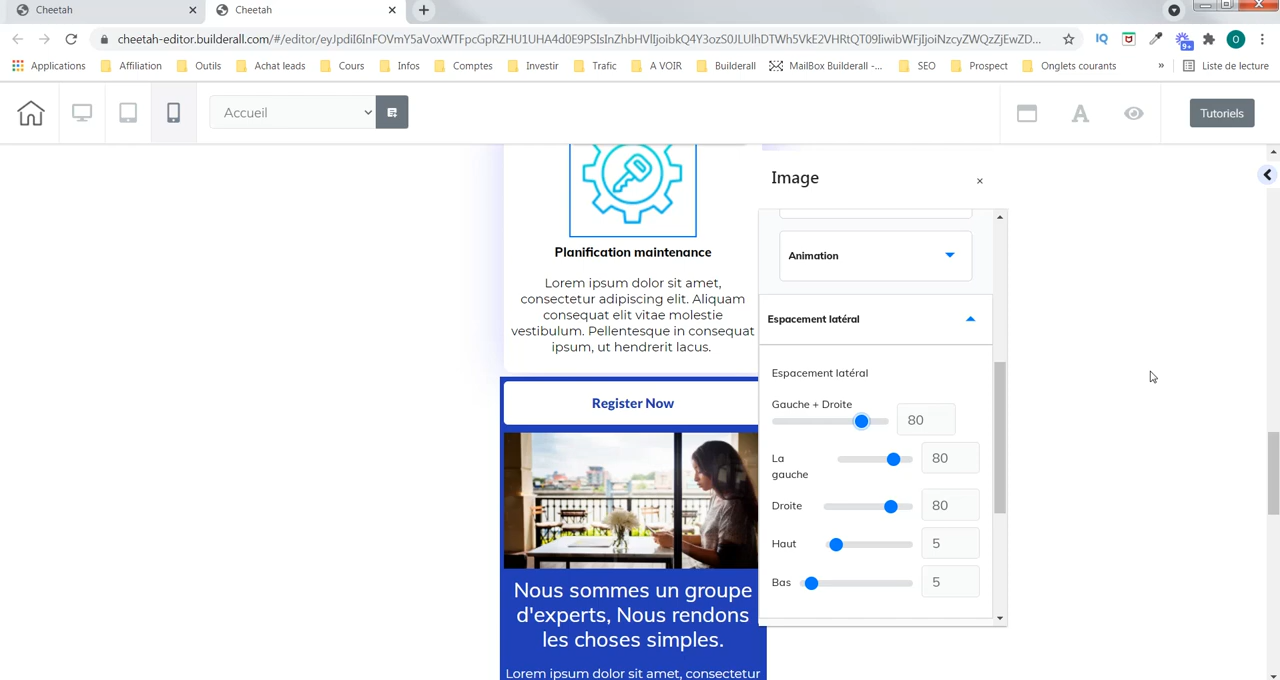 Cheetah
Cheetah
cheetah-editor.builderall.com/#/editor/eyJpdiI6InFOVmY5aVoxWTFpcGpRZHU1UHA4d0E9PSIsInZhbHVlIjoibkQ4Y3ozS0JLUlhDTWh5VkE2VHRtQT09IiwibWFjIjoiNzcyZWQzZjEwZD...
IQ
9+
O
Applications
Affiliation
Outils
Achat leads
Cours
Infos
Comptes
Investir
Trafic
A VOIR
Builderall
MailBox Builderall -...
SEO
Prospect
Onglets courants
»
Liste de lecture
Accueil
A
Tutoriels
Planification maintenance
Lorem ipsum dolor sit amet,
consectetur adipiscing elit. Aliquam
consequat elit vitae molestie
vestibulum. Pellentesque in consequat
ipsum, ut hendrerit lacus.
Register Now
Nous sommes un groupe
d'experts, Nous rendons
les choses simples.
Lorem ipsum dolor sit amet, consectetur
Image
×
Animation
Espacement latéral
Espacement latéral
Gauche + Droite
80
La
gauche
80
Droite
80
Haut
5
Bas
5